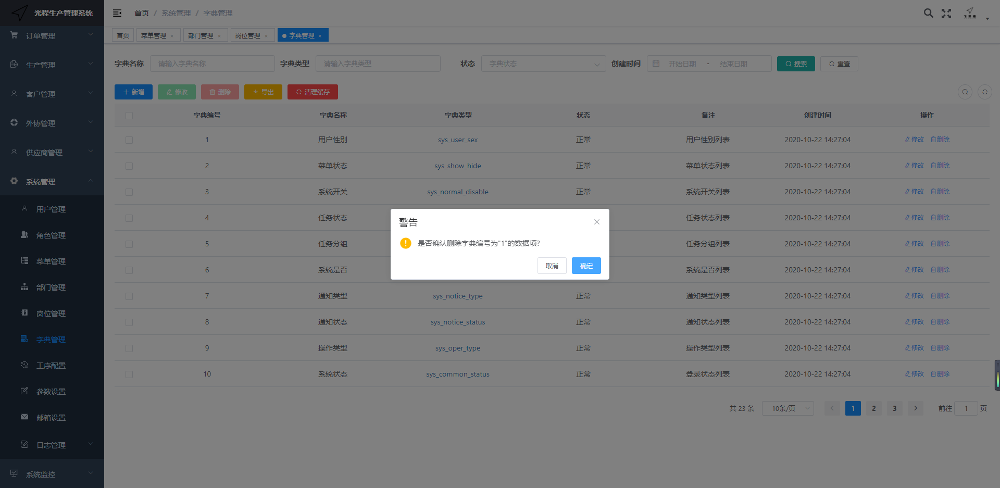 光程生产管理系统
首页 / 系统管理 / 字典管理
首页
菜单管理 ×
部门管理 ×
岗位管理 ×
字典管理 ×
订单管理
生产管理
客户管理
外协管理
供应商管理
系统管理
用户管理
角色管理
菜单管理
部门管理
岗位管理
字典管理
工序配置
参数设置
邮箱设置
日志管理
系统监控
字典名称 请输入字典名称 字典类型 请输入字典类型 状态 字典状态 创建时间 开始日期 - 结束日期 搜索 重置
新增 修改 删除 导出 清理缓存
字典编号 字典名称 字典类型 状态 备注 创建时间 操作
1 用户性别 sys_user_sex 正常 用户性别列表 2020-10-22 14:27:04 修改 删除
2 菜单状态 sys_show_hide 正常 菜单状态列表 2020-10-22 14:27:04 修改 删除
3 系统开关 sys_normal_disable 正常 系统开关列表 2020-10-22 14:27:04 修改 删除
4 任务状态 任务状态列表 2020-10-22 14:27:04 修改 删除
5 任务分组 任务分组列表 2020-10-22 14:27:04 修改 删除
6 系统是否 系统是否列表 2020-10-22 14:27:04 修改 删除
7 通知类型 sys_notice_type 正常 通知类型列表 2020-10-22 14:27:04 修改 删除
8 通知状态 sys_notice_status 正常 通知状态列表 2020-10-22 14:27:04 修改 删除
9 操作类型 sys_oper_type 正常 操作类型列表 2020-10-22 14:27:04 修改 删除
10 系统状态 sys_common_status 正常 登录状态列表 2020-10-22 14:27:04 修改 删除
警告
是否确认删除字典编号为"1"的数据项?
取消 确定
共 23 条 10条/页 1 2 3 前往 1 页